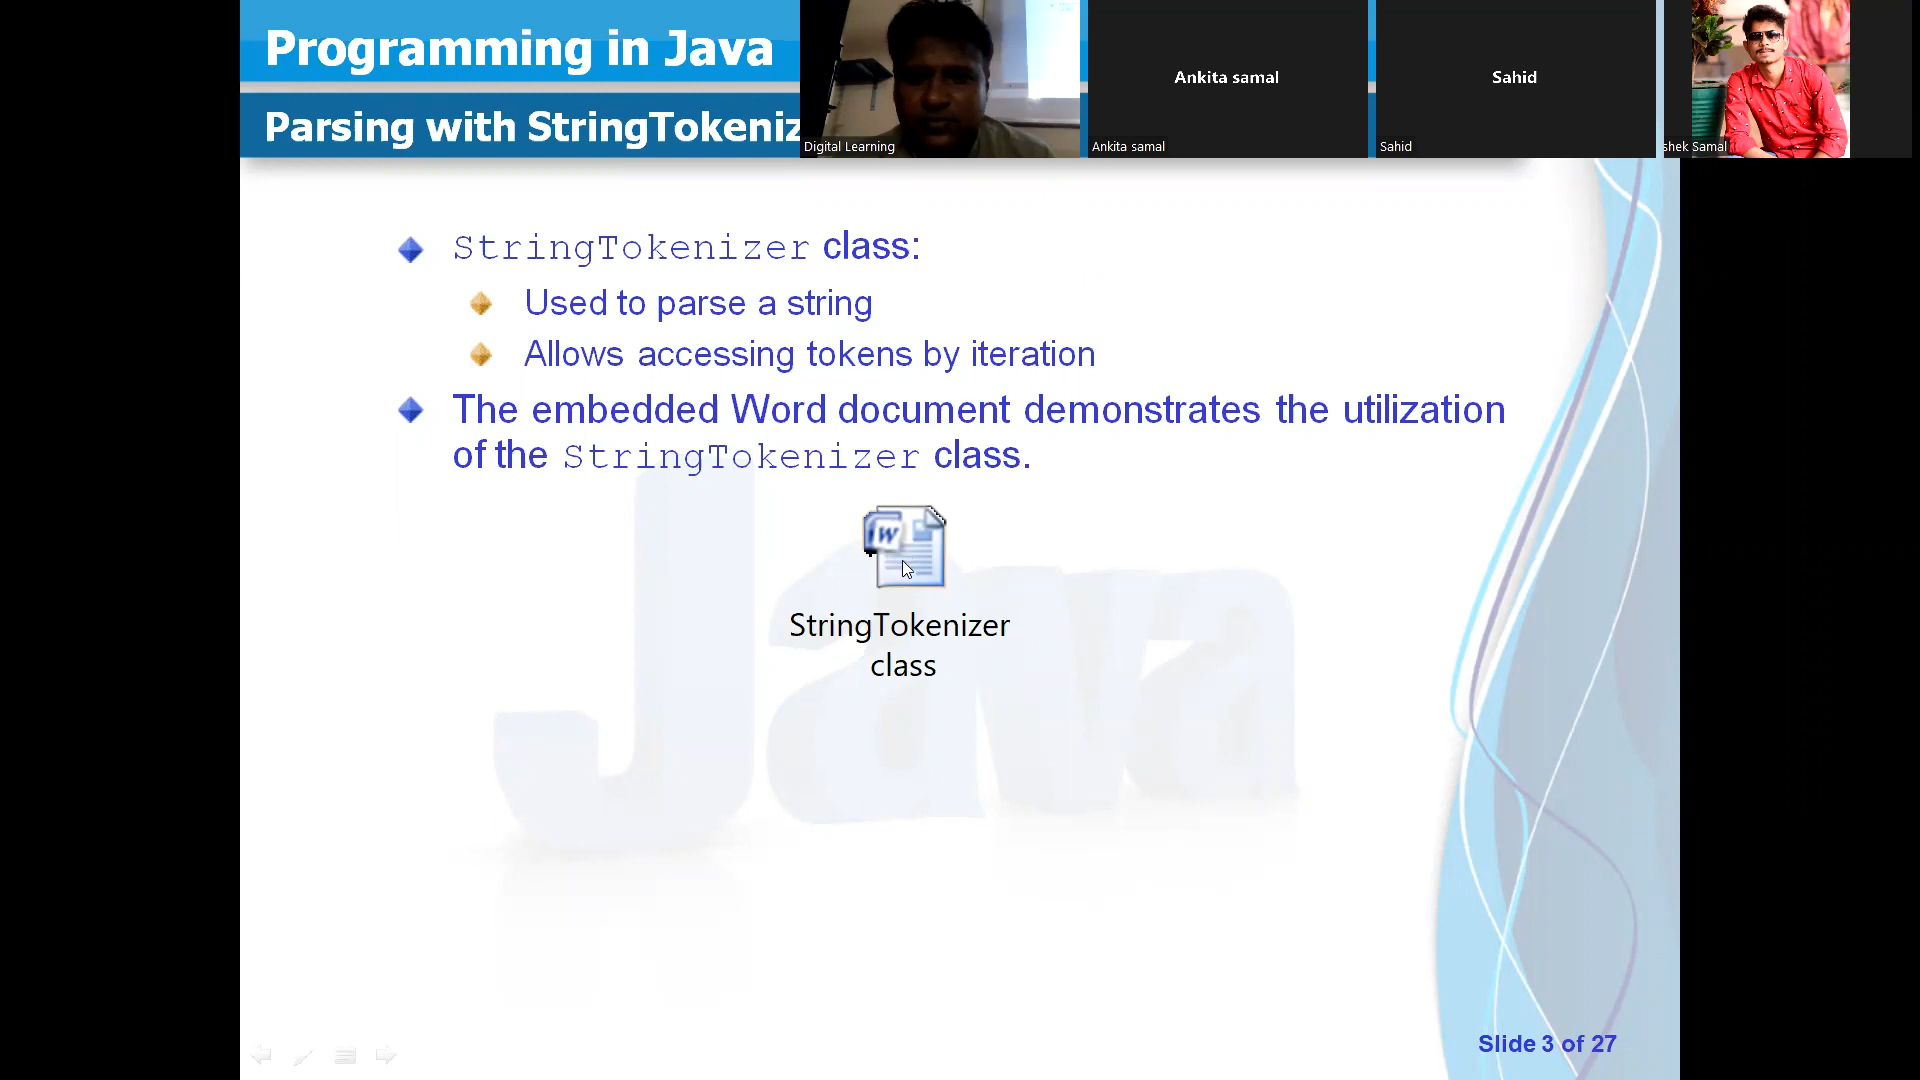 Programming in Java
Parsing with StringTokeniz
Digital Learning
Ankita samal
Ankita samal
Sahid
Sahid
shek Samal
StringTokenizer class:
Used to parse a string
Allows accessing tokens by iteration
The embedded Word document demonstrates the utilization
of the StringTokenizer class.
W
StringTokenizer
class
Java
Slide 3 of 27